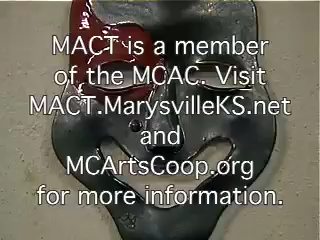 MACT is a member
of the MCAC. Visit
MACT.MarysvilleKS.net
and
MCArtsCoop.org
for more information.